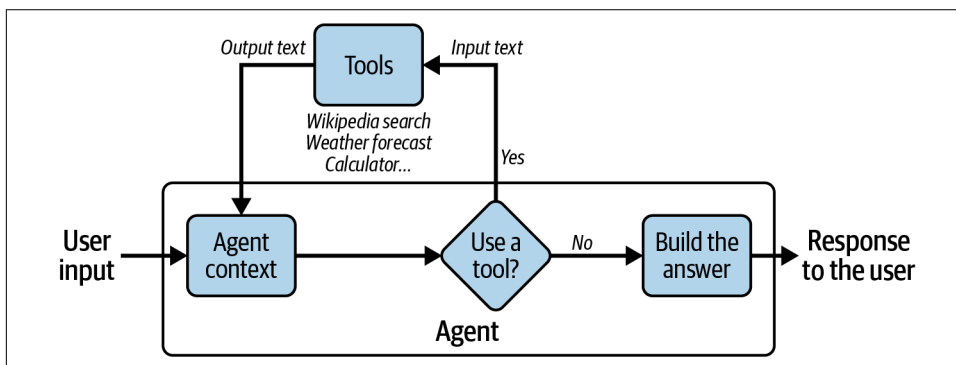 Output text
Tools
Input text
Wikipedia search
Weather forecast
Calculator...
Yes
User
input
Agent
context
Use a
tool?
No
Build the
answer
Response
to the user
Agent